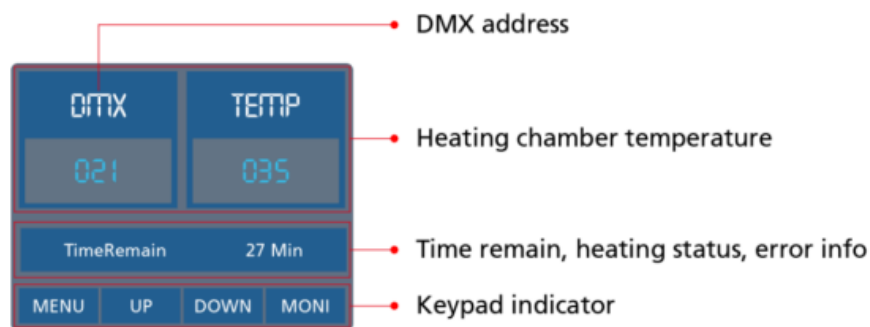 DMX address
DMX TEMP
Heating chamber temperature
021 035
TimeRemain 27 Min
Time remain, heating status, error info
MENU UP DOWN MONI
Keypad indicator